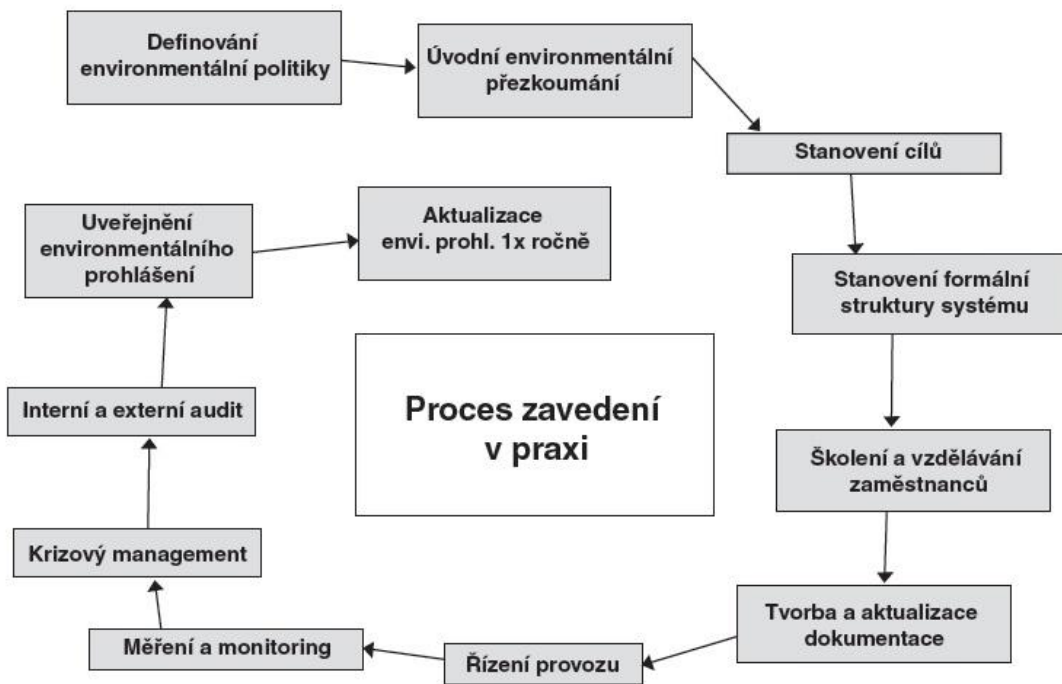 Definování
environmentální politiky
Úvodní environmentální
přezkoumání
Stanovení cílů
Stanovení formální
struktury systému
Školení a vzdělávání
zaměstnanců
Tvorba a aktualizace
dokumentace
Řízení provozu
Měření a monitoring
Krizový management
Interní a externí audit
Uveřejnění
environmentálního
prohlášení
Aktualizace
envi. prohl. 1x ročně
Proces zavedení
v praxi